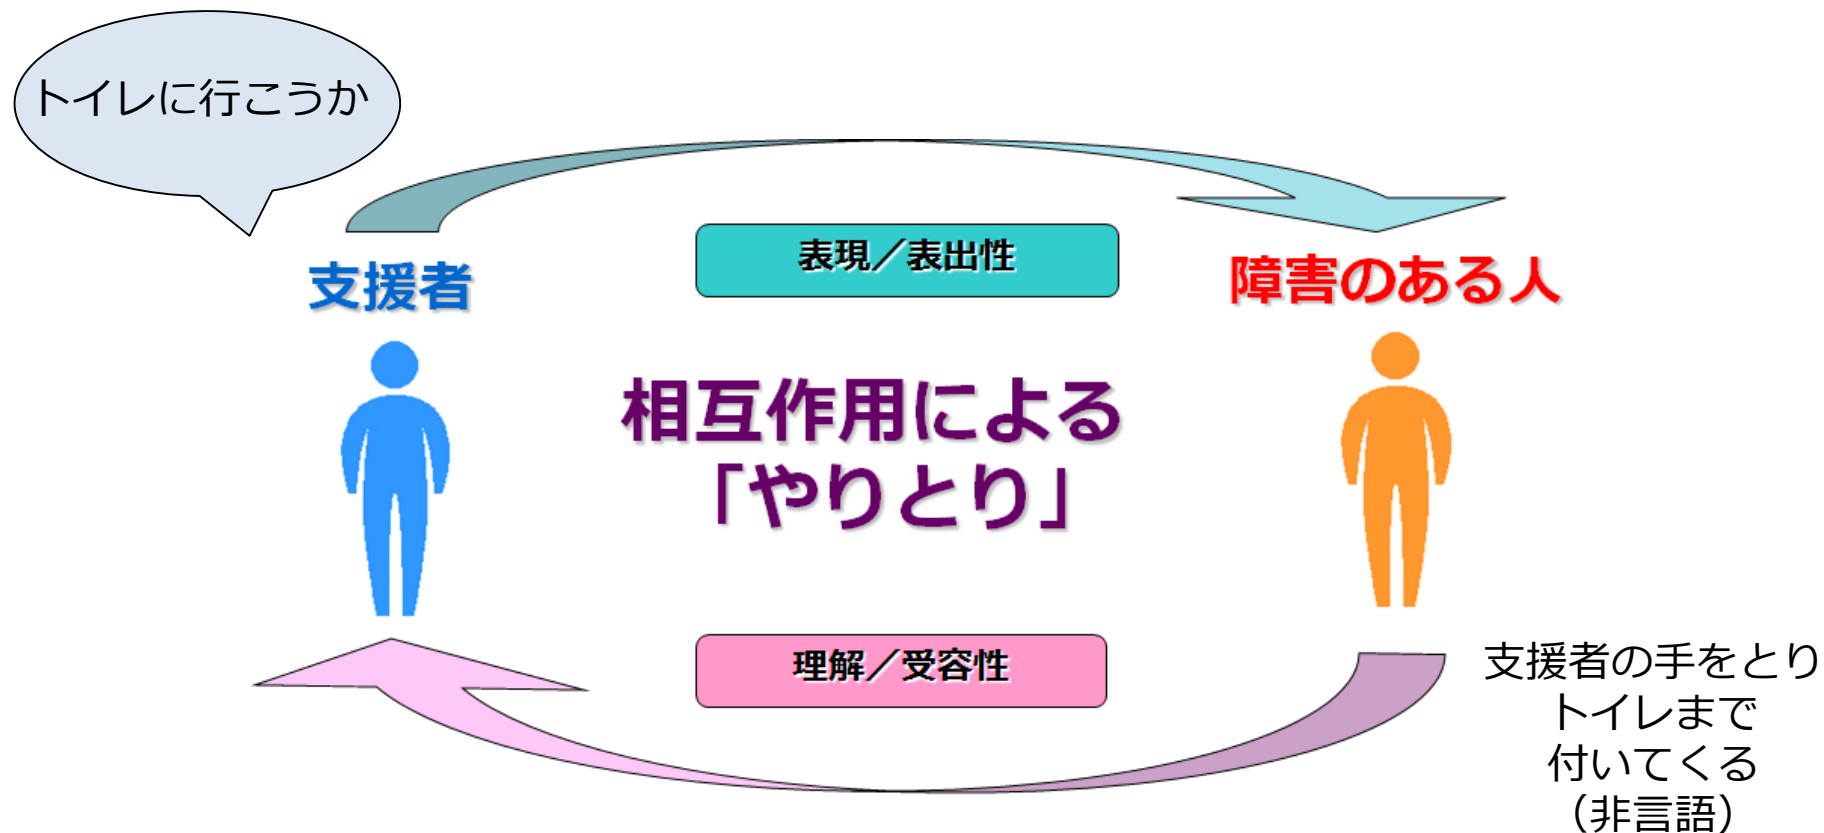 トイレに行こうか
表現／表出性
支援者
障害のある人
相互作用による
「やりとり」
理解／受容性
支援者の手をとり
トイレまで
付いてくる
（非言語）